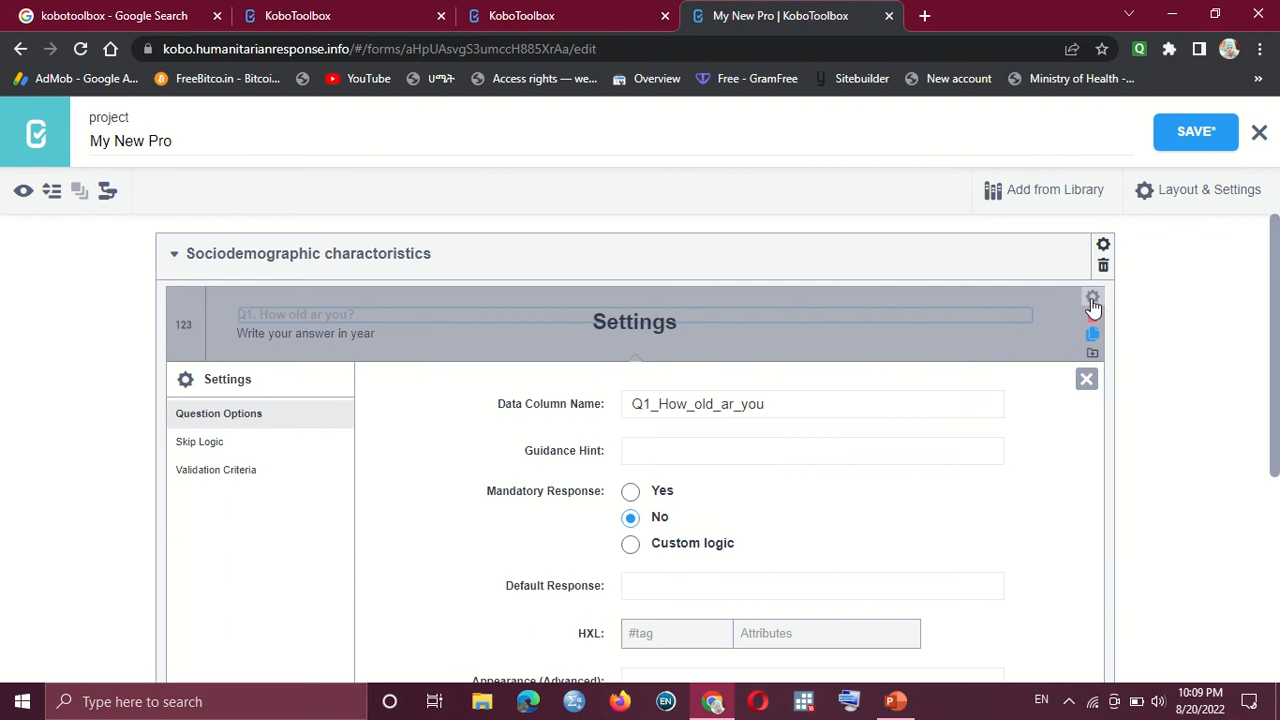 kobotoolbox - Google Search
KoboToolbox
KoboToolbox
My New Pro | KoboToolbox
kobo.humanitarianresponse.info/#/forms/aHpUAsvgS3umccH885XrAa/edit
AdMob - Google A...
FreeBitco.in - Bitcoin...
YouTube
ሀሜት
Access rights — we...
Overview
Free - GramFree
Sitebuilder
New account
Ministry of Health -...
»
project
My New Pro
SAVE*
Add from Library
Layout & Settings
Sociodemographic charctoristics
123
Q1. How old ar you?
Write your answer in year
Settings
Settings
Question Options
Skip Logic
Validation Criteria
Data Column Name:
Q1_How_old_ar_you
Guidance Hint:
Mandatory Response:
Yes
No
Custom logic
Default Response:
HXL:
#tag
Attributes
Appearance (Advanced):
Type here to search
EN
EN
10:09 PM
8/20/2022